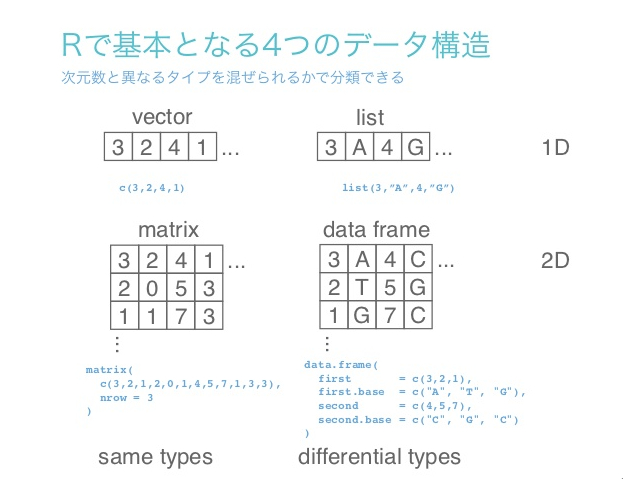 Rで基本となる4つのデータ構造
次元数と異なるタイプを混ぜられるかで分類できる
vector
3 2 4 1 ...
c(3,2,4,1)
list
3 A 4 G ...
list(3,”A”,4,”G”)
1D
matrix
3 2 4 1 ...
2 0 5 3
1 1 7 3
⋮
matrix(
c(3,2,1,2,0,1,4,5,7,1,3,3),
nrow = 3
)
data frame
3 A 4 C ...
2 T 5 G
1 G 7 C
⋮
data.frame(
first = c(3,2,1),
first.base = c("A", "T", "G"),
second = c(4,5,7),
second.base = c("C", "G", "C")
)
2D
same types
differential types